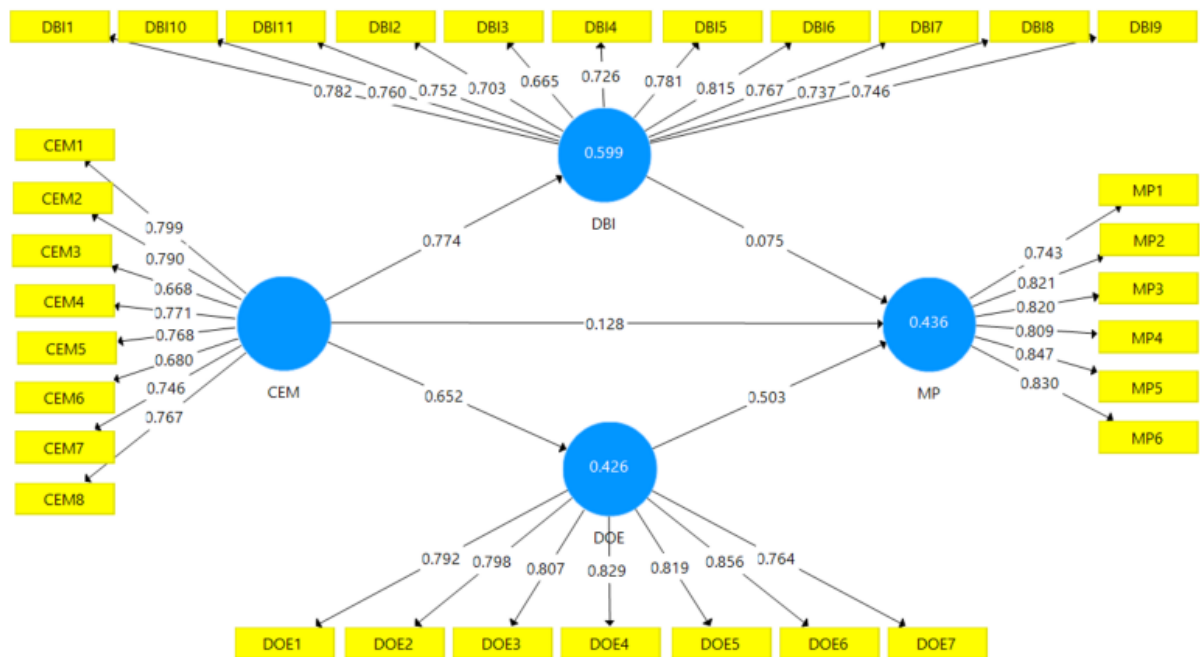 DBI1 DBI10 DBI11 DBI2 DBI3 DBI4 DBI5 DBI6 DBI7 DBI8 DBI9
0.782 0.760 0.752 0.703 0.665 0.726 0.781 0.815 0.767 0.737 0.746
CEM1
CEM2
CEM3
CEM4
CEM5
CEM6
CEM7
CEM8
0.799
0.790
0.668
0.771
0.768
0.680
0.746
0.767
CEM
0.599
DBI
0.774
0.075
0.128
0.652
0.503
0.436
MP
0.743
0.821
0.820
0.809
0.847
0.830
MP1
MP2
MP3
MP4
MP5
MP6
0.426
DOE
0.792 0.798 0.807 0.829 0.819 0.856 0.764
DOE1 DOE2 DOE3 DOE4 DOE5 DOE6 DOE7